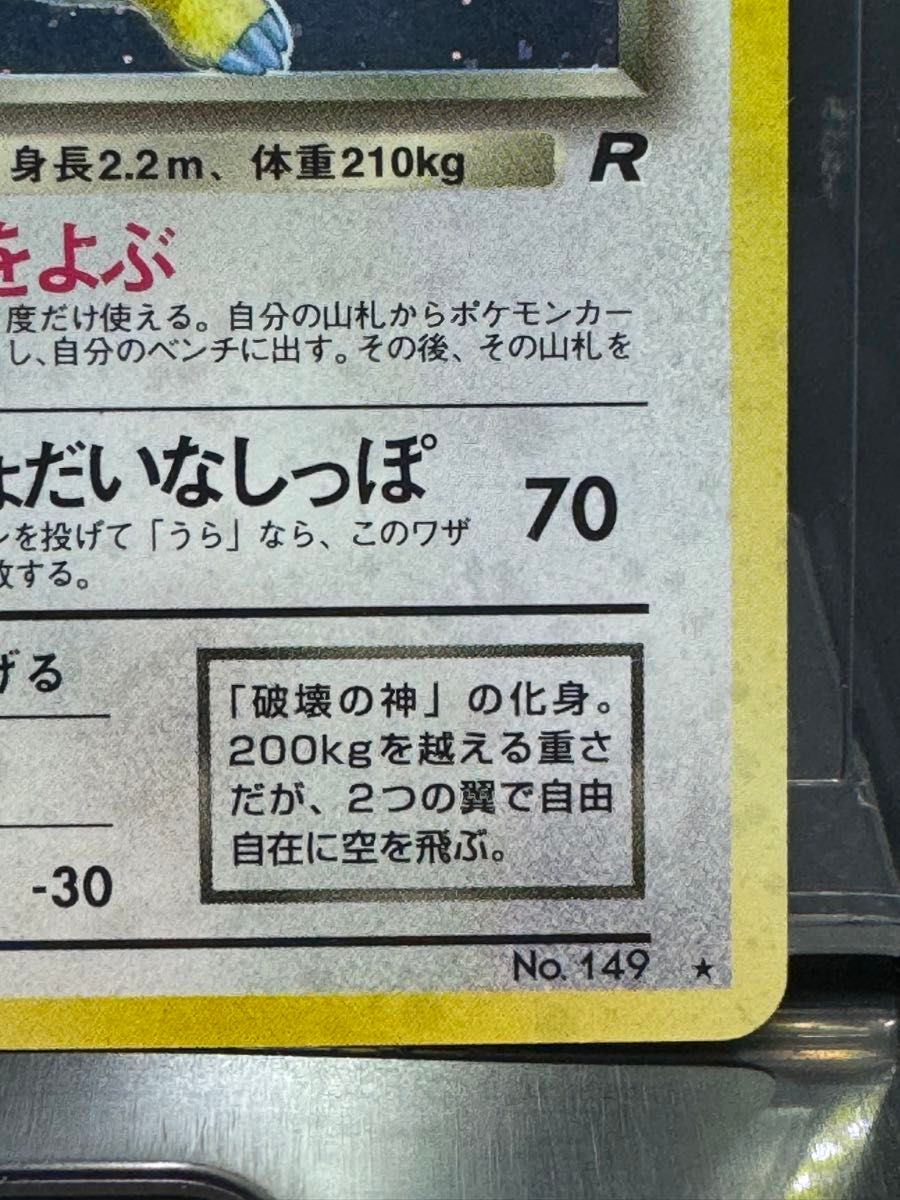 身長2.2m、体重210kg
R
をよぶ
度だけ使える。自分の山札からポケモンカー
し、自分のベンチに出す。その後、その山札を
ょだいなしっぽ
70
ンを投げて「うら」なら、このワザ
敗する。
げる
「破壊の神」の化身。
200kgを越える重さ
だが、2つの翼で自由
自在に空を飛ぶ。
-30
No. 149 ★